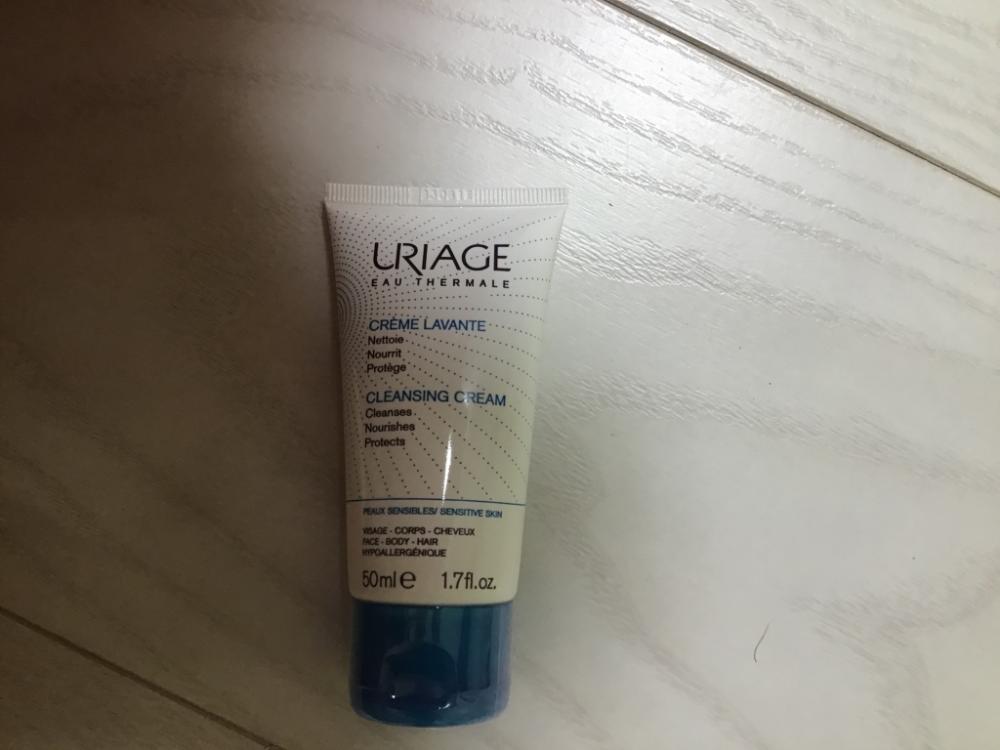 URIAGE
EAU THERMALE
CRÈME LAVANTE
Nettoie
Nourrit
Protège
CLEANSING CREAM
Cleanses
Nourishes
Protects
PEAUX SENSIBLES/ SENSITIVE SKIN
VISAGE - CORPS - CHEVEUX
FACE - BODY - HAIR
HYPOALLERGÉNIQUE
50ml e 1.7fl.oz.